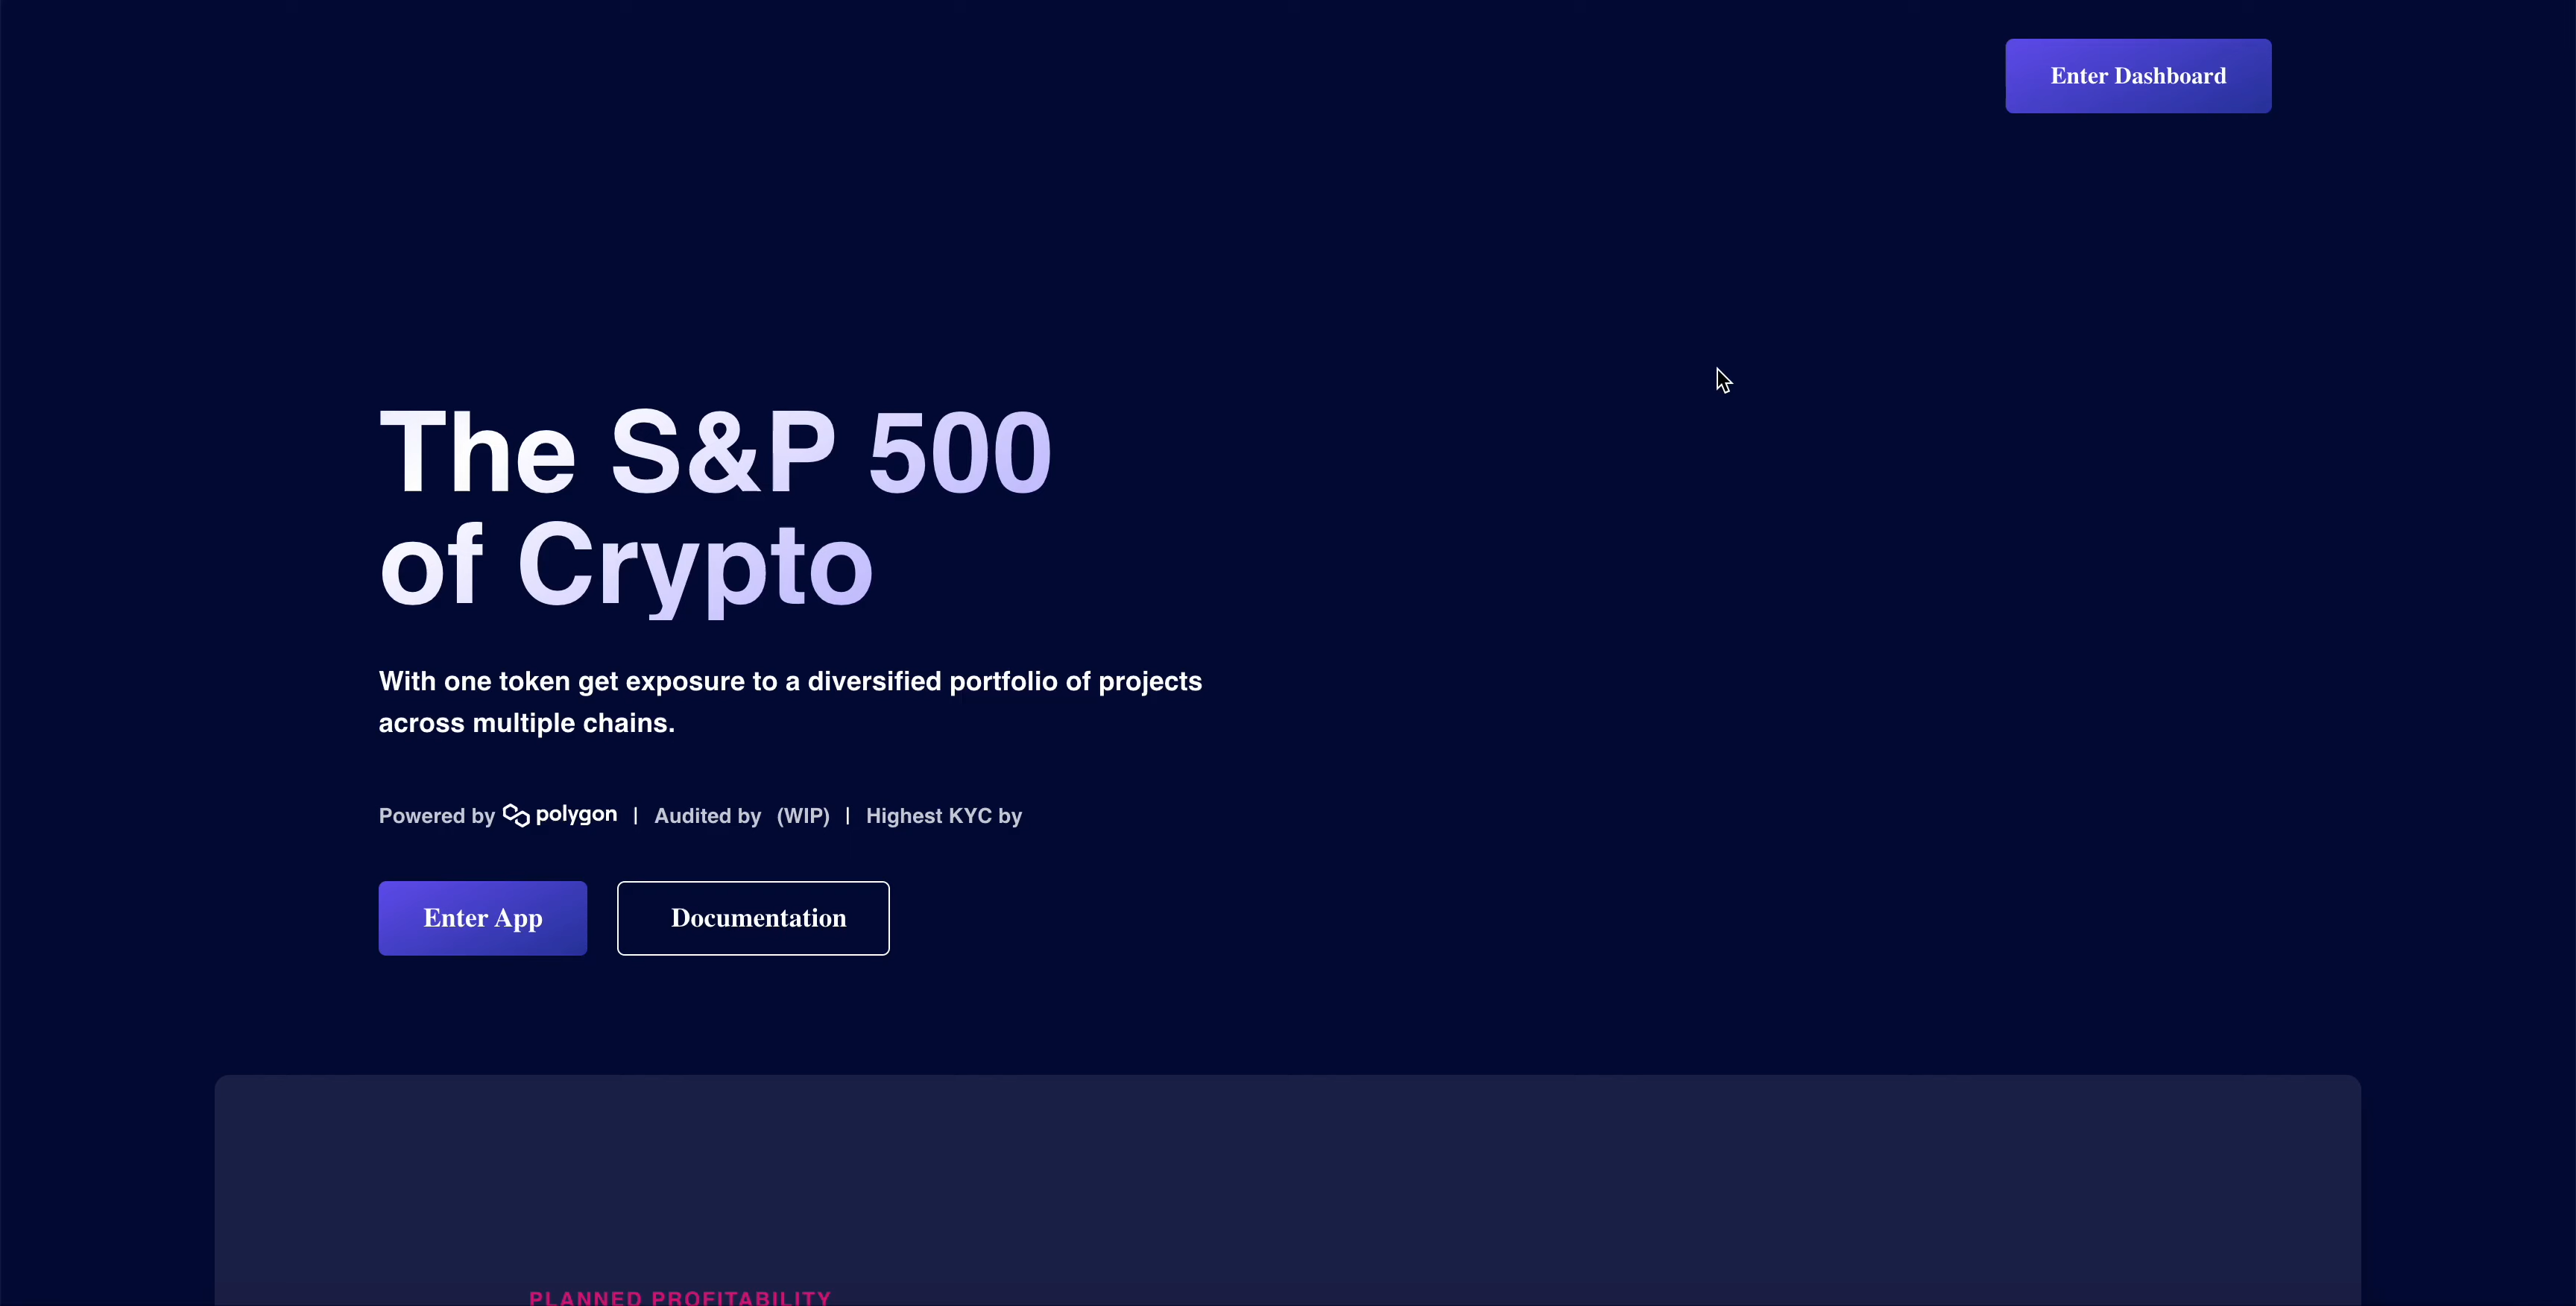 Enter Dashboard
The S&P 500
of Crypto
With one token get exposure to a diversified portfolio of projects
across multiple chains.
Powered by polygon | Audited by (WIP) | Highest KYC by
Enter App
Documentation
PLANNED PROFITABILITY